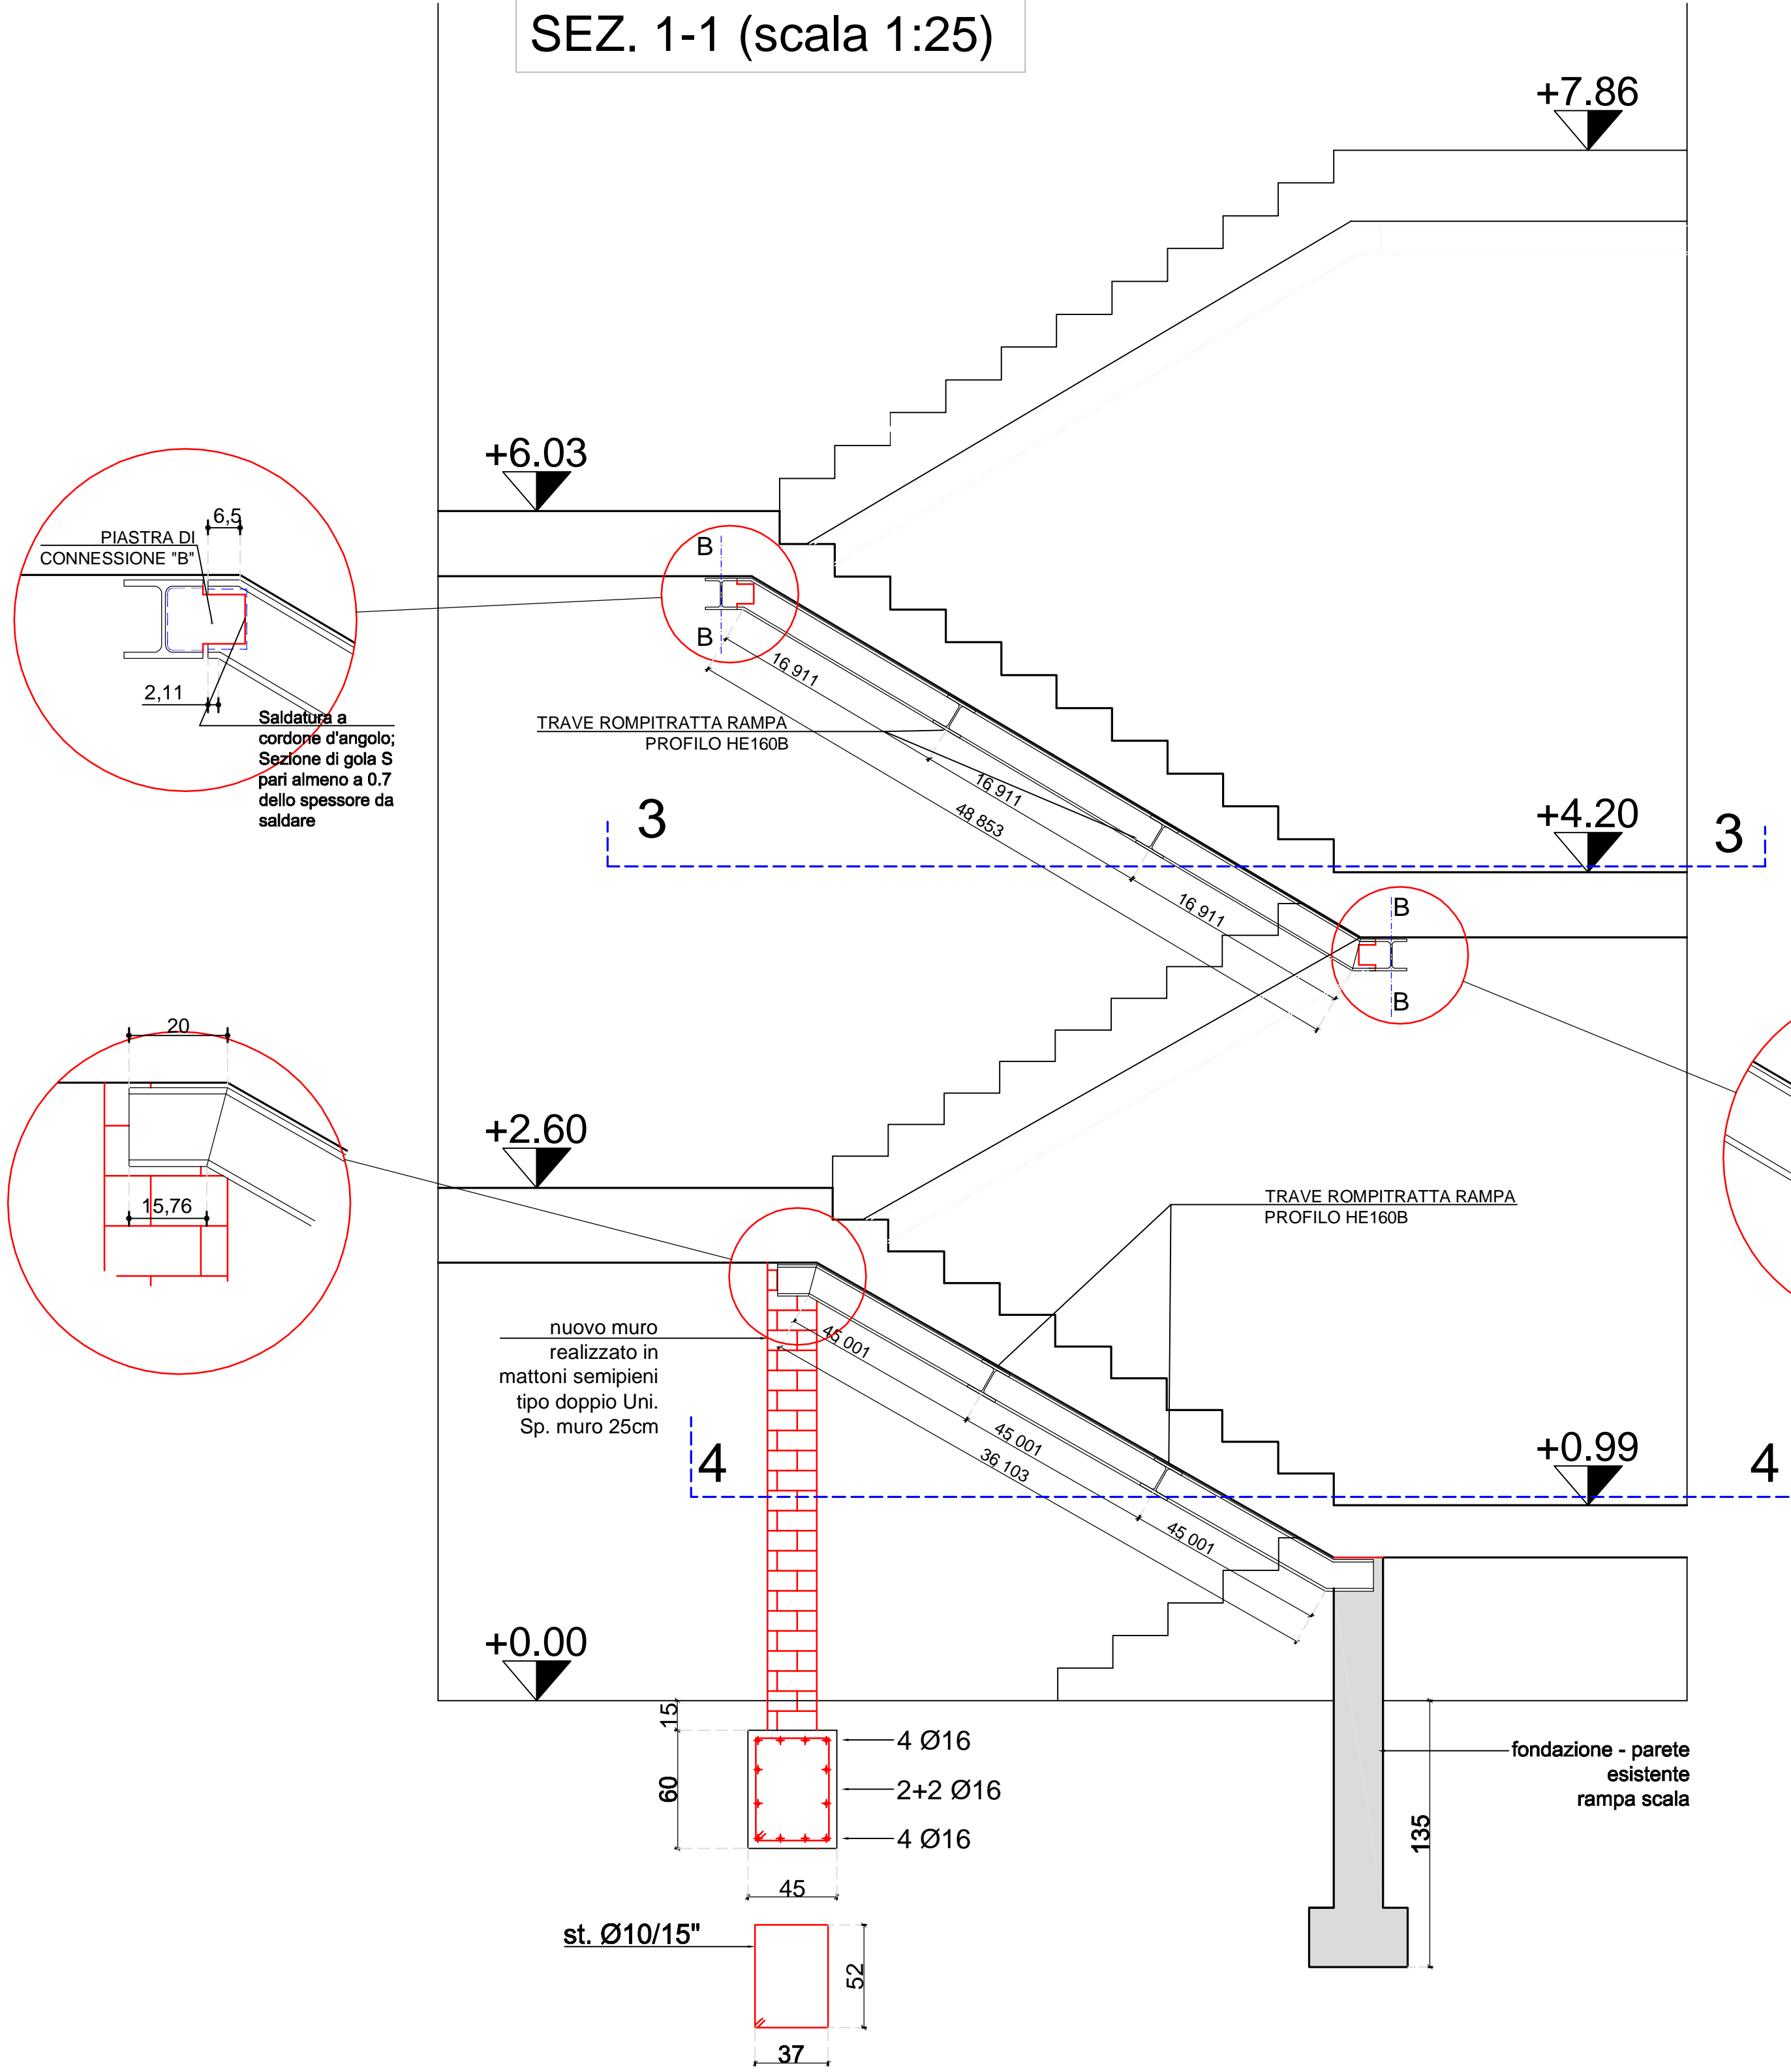 SEZ. 1-1 (scala 1:25)
+7.86
+6.03
6,5
PIASTRA DI
CONNESSIONE "B"
2,11
Saldatura a
cordone d'angolo;
Sezione di gola S
pari almeno a 0.7
dello spessore da
saldare
B
B
16,911
TRAVE ROMPITRATTA RAMPA
PROFILO HE160B
16,911
48,853
16,911
3
+4.20
3
B
B
20
15,76
+2.60
TRAVE ROMPITRATTA RAMPA
PROFILO HE160B
nuovo muro
realizzato in
mattoni semipieni
tipo doppio Uni.
Sp. muro 25cm
45,001
45,001
36,103
45,001
4
+0.99
4
+0.00
15
60
4 Ø16
2+2 Ø16
4 Ø16
45
fondazione - parete
esistente
rampa scala
135
st. Ø10/15"
52
37